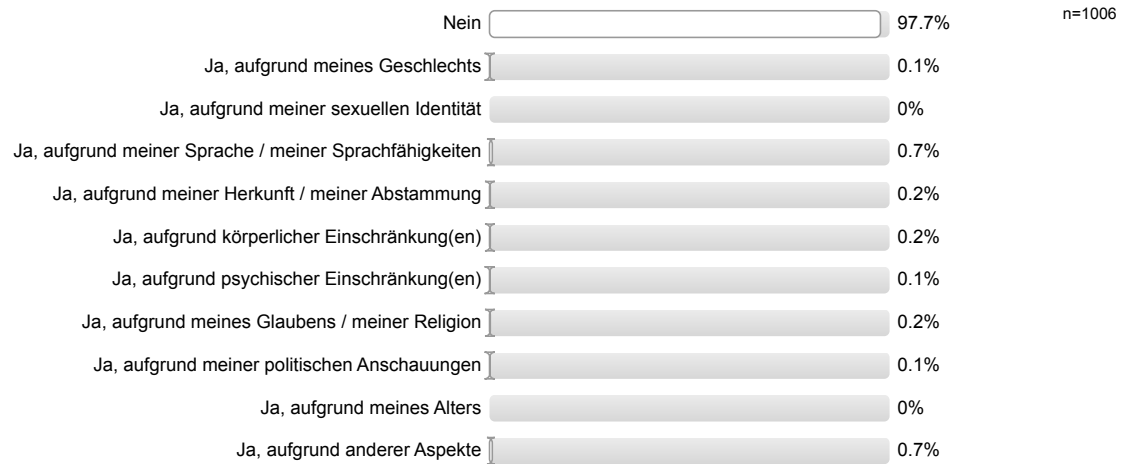 Nein 97.7% n=1006
Ja, aufgrund meines Geschlechts 0.1%
Ja, aufgrund meiner sexuellen Identität 0%
Ja, aufgrund meiner Sprache / meiner Sprachfähigkeiten 0.7%
Ja, aufgrund meiner Herkunft / meiner Abstammung 0.2%
Ja, aufgrund körperlicher Einschränkung(en) 0.2%
Ja, aufgrund psychischer Einschränkung(en) 0.1%
Ja, aufgrund meines Glaubens / meiner Religion 0.2%
Ja, aufgrund meiner politischen Anschauungen 0.1%
Ja, aufgrund meines Alters 0%
Ja, aufgrund anderer Aspekte 0.7%